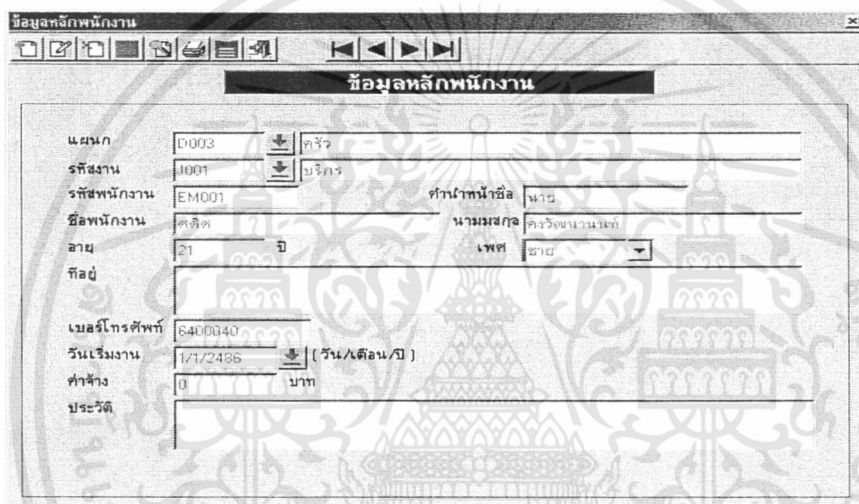 ข้อมูลหลักพนักงาน
ข้อมูลหลักพนักงาน
แผนก D003 ครัว
รหัสงาน J001 บริกร
รหัสพนักงาน EM001 คำนำหน้าชื่อ นาย
ชื่อพนักงาน นามมสกุล
อายุ 21 ปี เพศ ชาย
ที่อยู่
เบอร์โทรศัพท์ 6400840
วันเริ่มงาน 1/1/2486 (วัน/เดือน/ปี)
ค่าจ้าง 0 บาท
ประวัติ